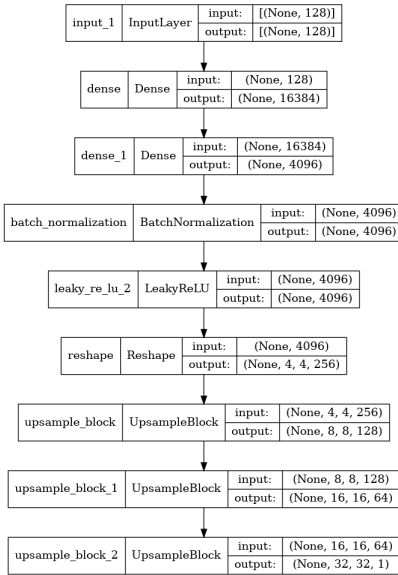 input_1 InputLayer input: [(None, 128)]
output: [(None, 128)]
dense Dense input: (None, 128)
output: (None, 16384)
dense_1 Dense input: (None, 16384)
output: (None, 4096)
batch_normalization BatchNormalization input: (None, 4096)
output: (None, 4096)
leaky_re_lu_2 LeakyReLU input: (None, 4096)
output: (None, 4096)
reshape Reshape input: (None, 4096)
output: (None, 4, 4, 256)
upsample_block UpsampleBlock input: (None, 4, 4, 256)
output: (None, 8, 8, 128)
upsample_block_1 UpsampleBlock input: (None, 8, 8, 128)
output: (None, 16, 16, 64)
upsample_block_2 UpsampleBlock input: (None, 16, 16, 64)
output: (None, 32, 32, 1)